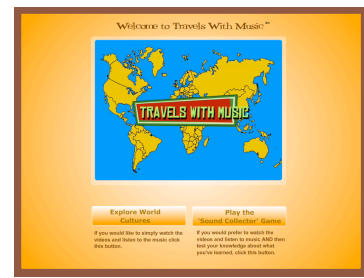 Welcome to Travels With Music™
TRAVELS WITH MUSIC
Explore World
Cultures
If you would like to simply watch the
videos and listen to the music click
this button.
Play the
'Sound Collector' Game
If you would prefer to watch the
videos and listen to music AND then
test your knowledge about what
you've learned, click this button.